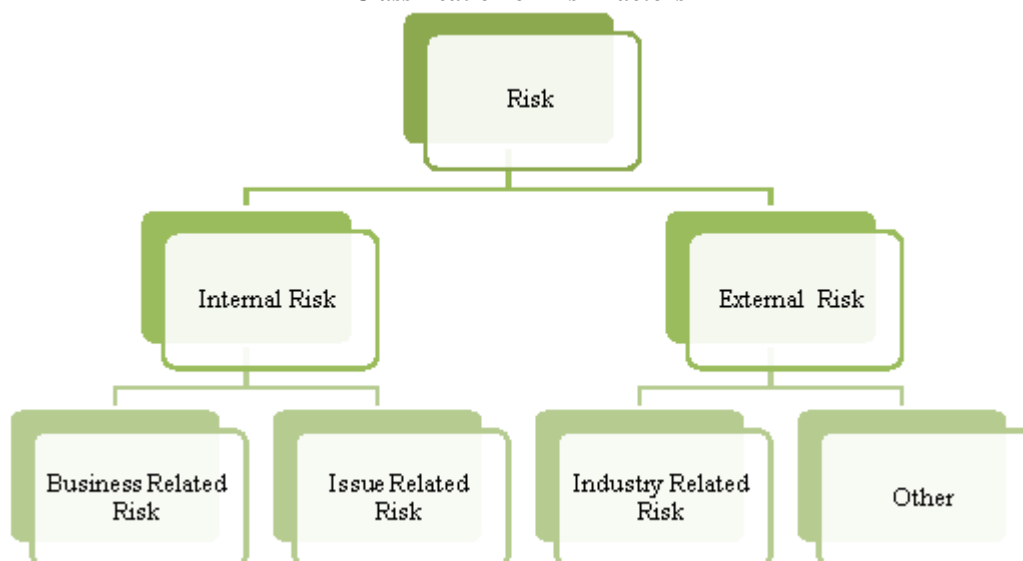 Risk
Internal Risk
External Risk
Business Related
Risk
Issue Related
Risk
Industry Related
Risk
Other